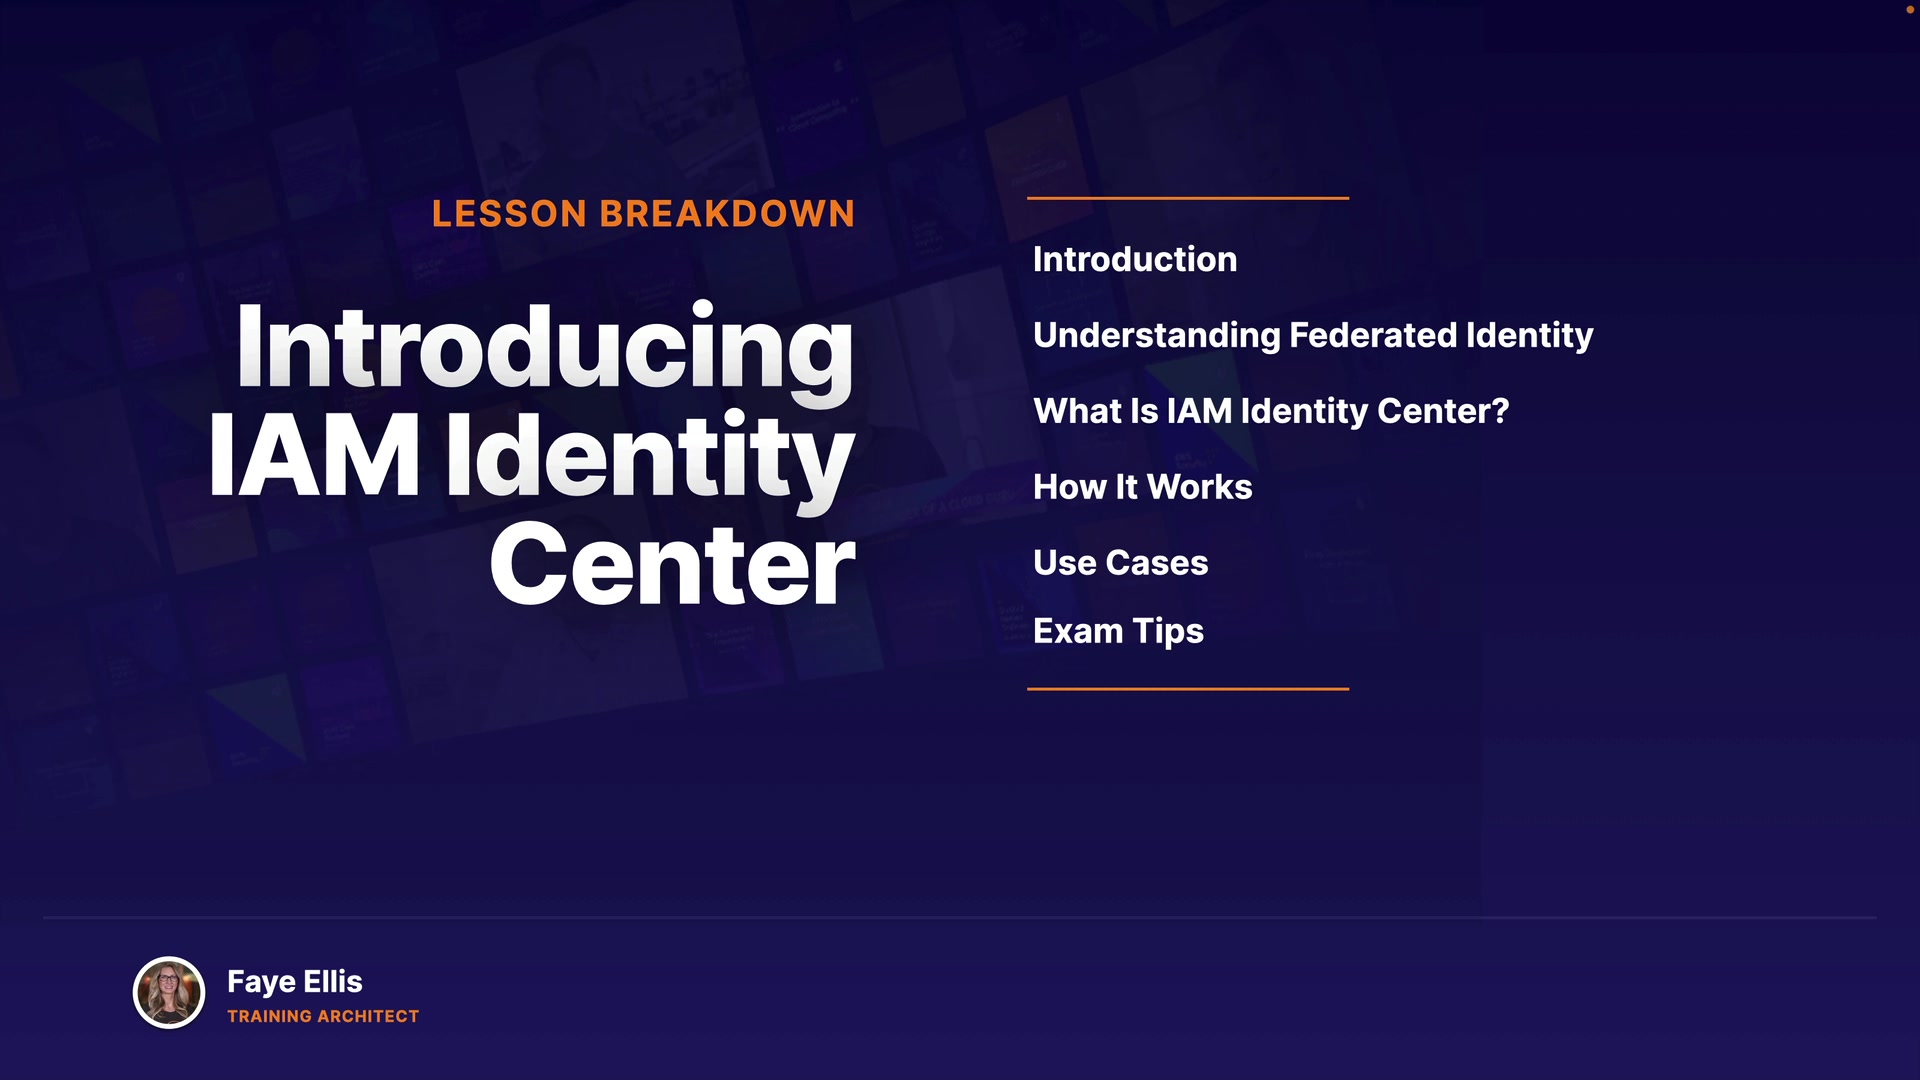 LESSON BREAKDOWN
Introducing
IAM Identity
Center
Introduction
Understanding Federated Identity
What Is IAM Identity Center?
How It Works
Use Cases
Exam Tips
Faye Ellis
TRAINING ARCHITECT